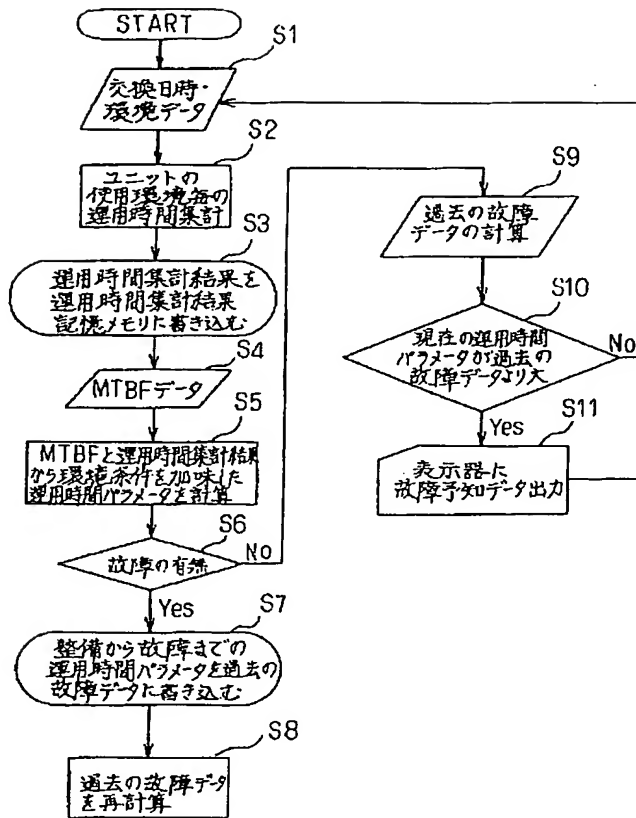 START
S1
交換日時・
環境データ
S2
ユニットの
使用環境毎の
運用時間集計
S3
運用時間集計結果を
運用時間集計結果
記憶メモリに書き込む
S4
MTBFデータ
S5
MTBFと運用時間集計結果
から環境条件を加味した
運用時間パラメータを計算
S6
故障の有無
No
Yes
S7
整備から故障までの
運用時間パラメータを過去の
故障データに書き込む
S8
過去の故障データ
を再計算
S9
過去の故障
データの計算
S10
現在の運用時間
パラメータが過去の
故障データより大
No
Yes
S11
表示器に
故障予知データ出力